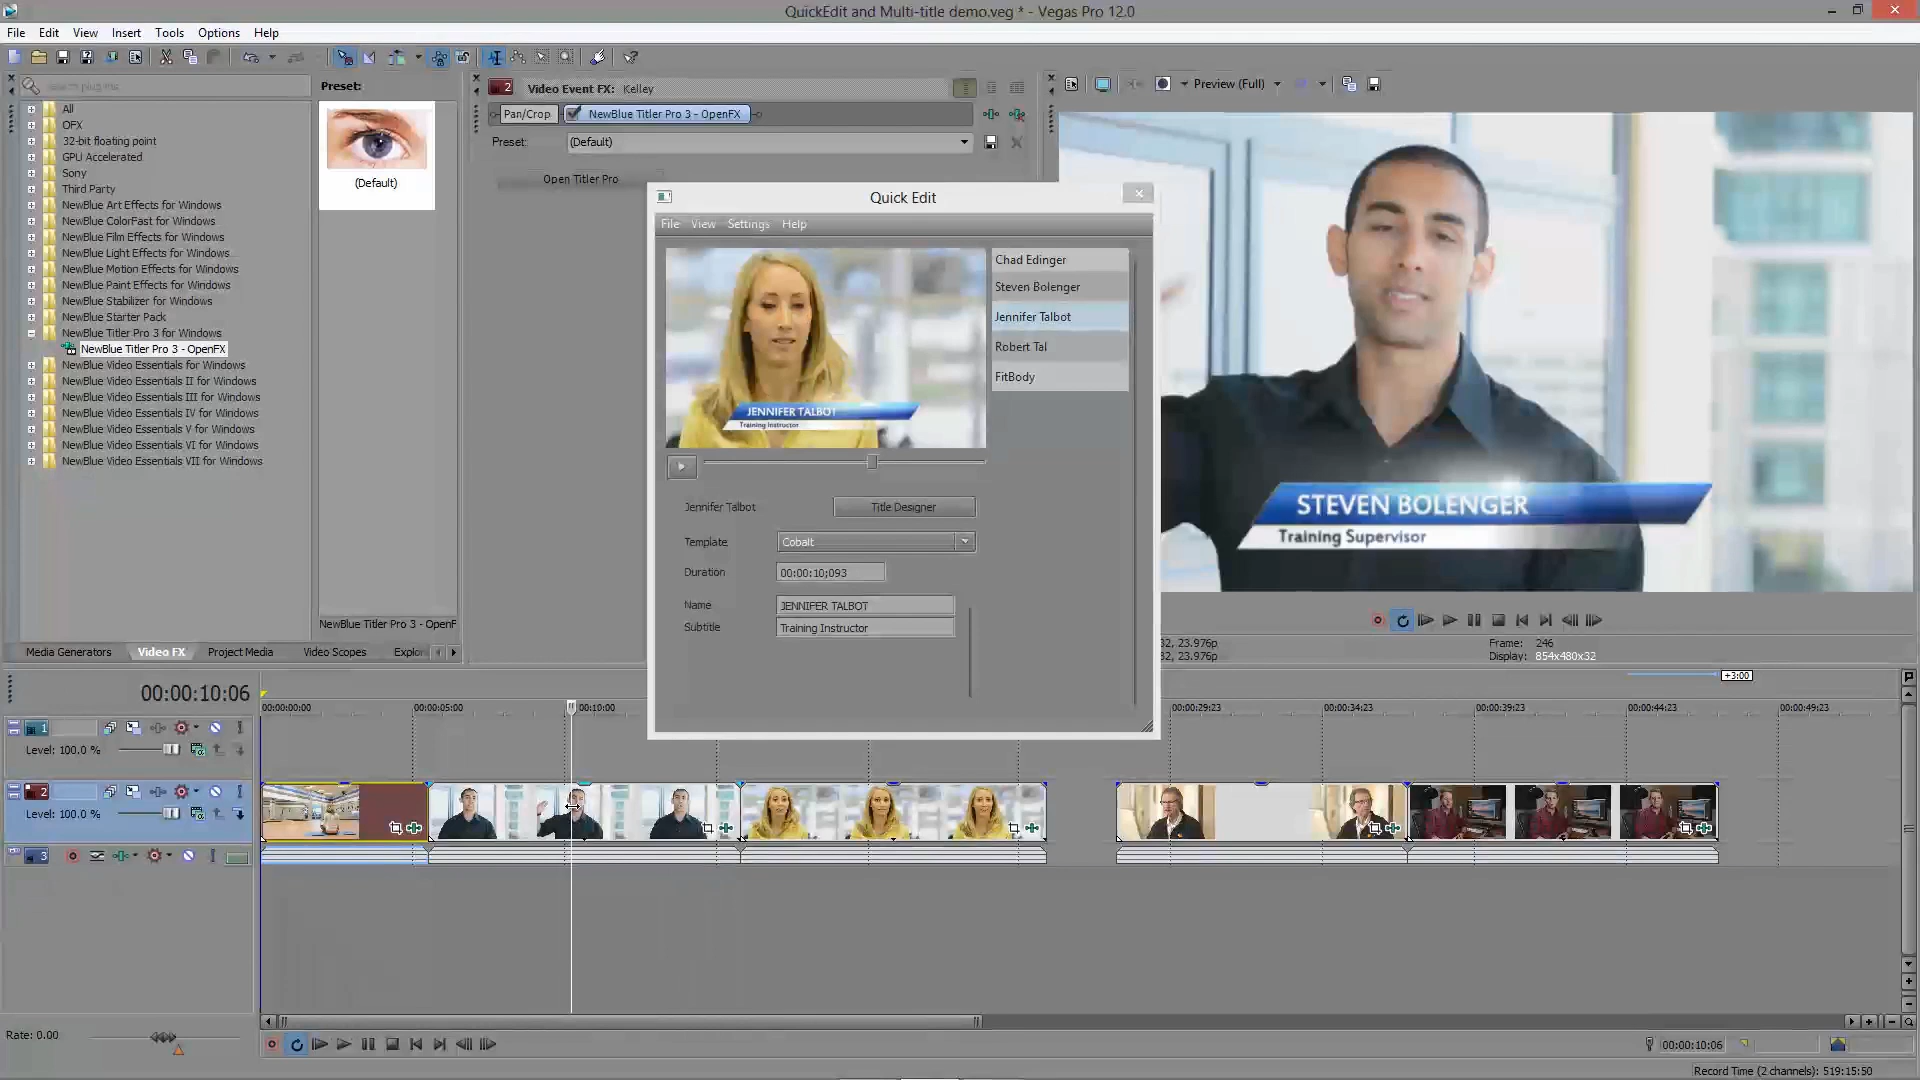 QuickEdit and Multi-title demo.veg * - Vegas Pro 12.0
File Edit View Insert Tools Options Help
All
OFX
32-bit floating point
GPU Accelerated
Sony
Third Party
NewBlue Art Effects for Windows
NewBlue ColorFast for Windows
NewBlue Film Effects for Windows
NewBlue Light Effects for Windows
NewBlue Motion Effects for Windows
NewBlue Paint Effects for Windows
NewBlue Stabilizer for Windows
NewBlue Starter Pack
NewBlue Titler Pro 3 for Windows
NewBlue Titler Pro 3 - OpenFX
NewBlue Video Essentials for Windows
NewBlue Video Essentials II for Windows
NewBlue Video Essentials III for Windows
NewBlue Video Essentials IV for Windows
NewBlue Video Essentials V for Windows
NewBlue Video Essentials VI for Windows
NewBlue Video Essentials VII for Windows
Preset:
(Default)
NewBlue Titler Pro 3 - OpenF
Media Generators Video FX Project Media Video Scopes Explor
2 Video Event FX: Kelley
Pan/Crop NewBlue Titler Pro 3 - OpenFX
Preset: (Default)
Open Titler Pro
Quick Edit
File View Settings Help
JENNIFER TALBOT
Training Instructor
Chad Edinger
Steven Bolenger
Jennifer Talbot
Robert Tal
FitBody
Jennifer Talbot Title Designer
Template Cobalt
Duration 00:00:10;093
Name JENNIFER TALBOT
Subtitle Training Instructor
Preview (Full)
STEVEN BOLENGER
Training Supervisor
32, 23.976p Frame: 246
32, 23.976p Display: 854x480x32
+3:00
00:00:10:06
00:00:00:00 00:00:05:00 00:10:00 00:00:29:23 00:00:34:23 00:00:39:23 00:00:44:23 00:00:49:23
1
Level: 100.0 %
2
Level: 100.0 %
3
Rate: 0.00
00:00:10:06
Record Time (2 channels): 519:15:50